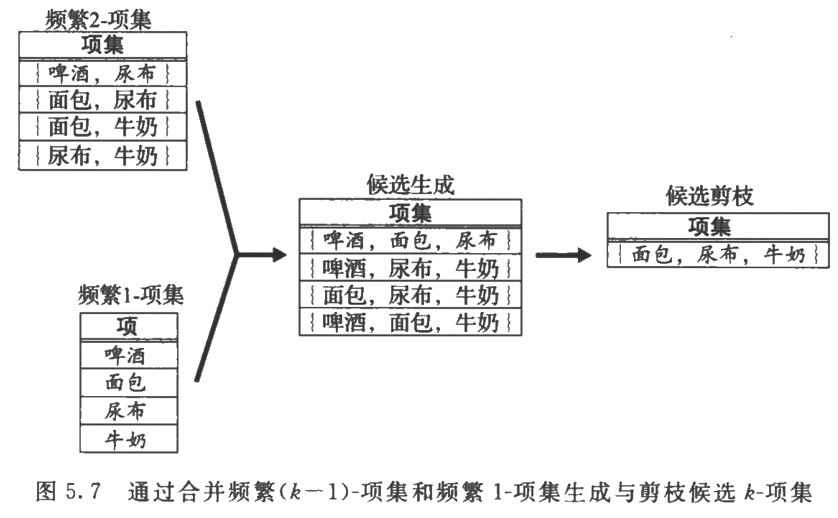 频繁2-项集
项集
{啤酒，尿布}
{面包，尿布}
{面包，牛奶}
{尿布，牛奶}
频繁1-项集
项
啤酒
面包
尿布
牛奶
候选生成
项集
{啤酒，面包，尿布}
{啤酒，尿布，牛奶}
{面包，尿布，牛奶}
{啤酒，面包，牛奶}
候选剪枝
项集
{面包，尿布，牛奶}
图 5.7 通过合并频繁(k−1)-项集和频繁 1-项集生成与剪枝候选 k-项集